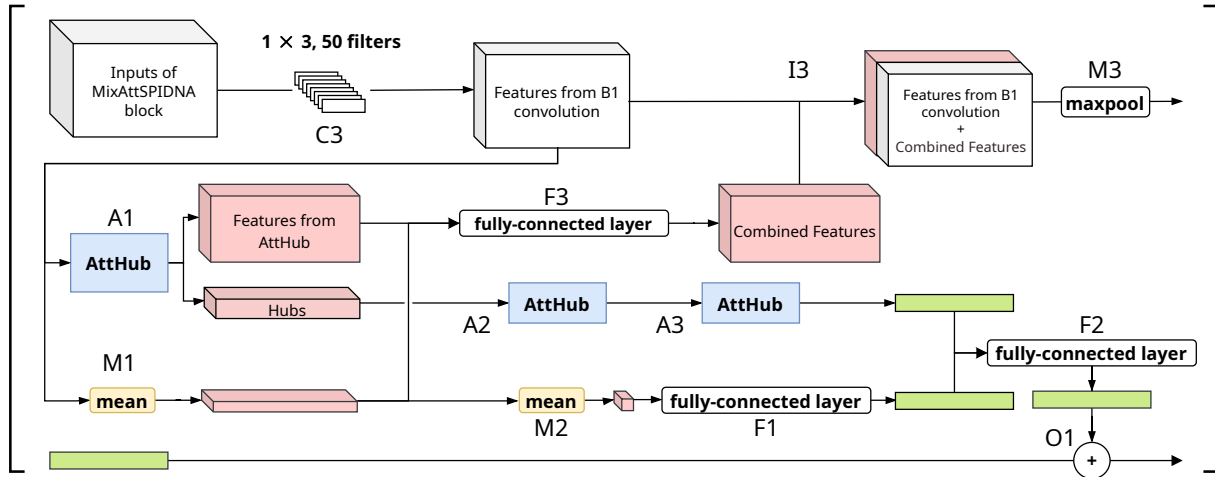 1 × 3, 50 filters
I3
M3
Inputs of
MixAttSPIDNA
block
C3
Features from B1
convolution
Features from B1
convolution
+
Combined Features
maxpool
A1
F3
AttHub
Features from
AttHub
fully-connected layer
Combined Features
Hubs
A2
AttHub
A3
AttHub
F2
fully-connected layer
M1
mean
mean
M2
fully-connected layer
F1
O1
+